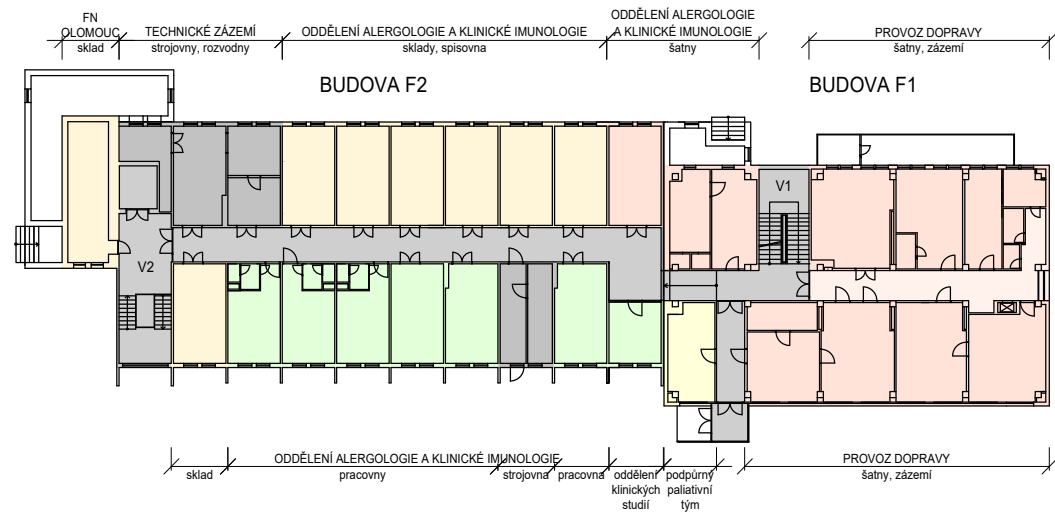 FN
OLOMOUC
sklad
TECHNICKÉ ZÁZEMÍ
strojovny, rozvodny
ODDĚLENÍ ALERGOLOGIE A KLINICKÉ IMUNOLOGIE
sklady, spisovna
ODDĚLENÍ ALERGOLOGIE
A KLINICKÉ IMUNOLOGIE
šatny
PROVOZ DOPRAVY
šatny, zázemí
BUDOVA F2
BUDOVA F1
V1
V2
sklad
ODDĚLENÍ ALERGOLOGIE A KLINICKÉ IMUNOLOGIE
pracovny
strojovna
pracovna
oddělení
klinických
studií
podpůrný
paliativní
tým
PROVOZ DOPRAVY
šatny, zázemí